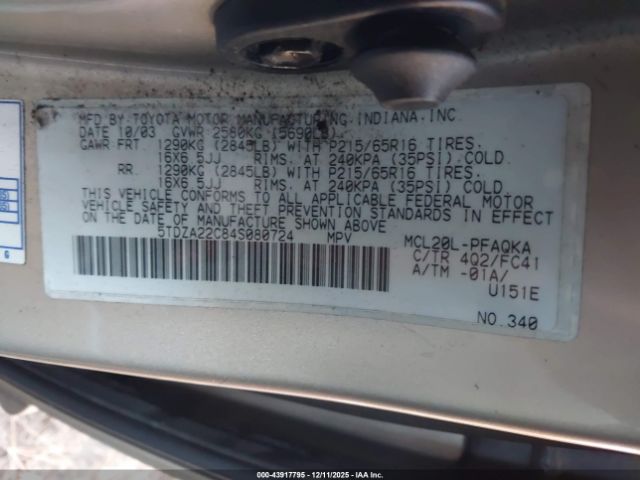 MFD.BY TOYOTA MOTOR MANUFACTURING,INDIANA,INC.
DATE 10/03 GVWR 2580KG (5690LB)
GAWR FRT. 1290KG (2845LB) WITH P215/65R16 TIRES.
16X6.5JJ RIMS. AT 240KPA (35PSI) COLD.
RR. 1290KG (2845LB) WITH P215/65R16 TIRES.
16X6.5JJ RIMS. AT 240KPA (35PSI) COLD.
THIS VEHICLE CONFORMS TO ALL APPLICABLE FEDERAL MOTOR
VEHICLE SAFETY AND THEFT PREVENTION STANDARDS IN EFFECT
ON THE DATE OF MANUFACTURE SHOWN ABOVE
5TDZA22C84S080724 MPV MCL20L-PFAQKA
C/TR 4Q2/FC41
A/TM -01A/
U151E
NO.340
G
000-43917795 - 12/11/2025 - IAA Inc.